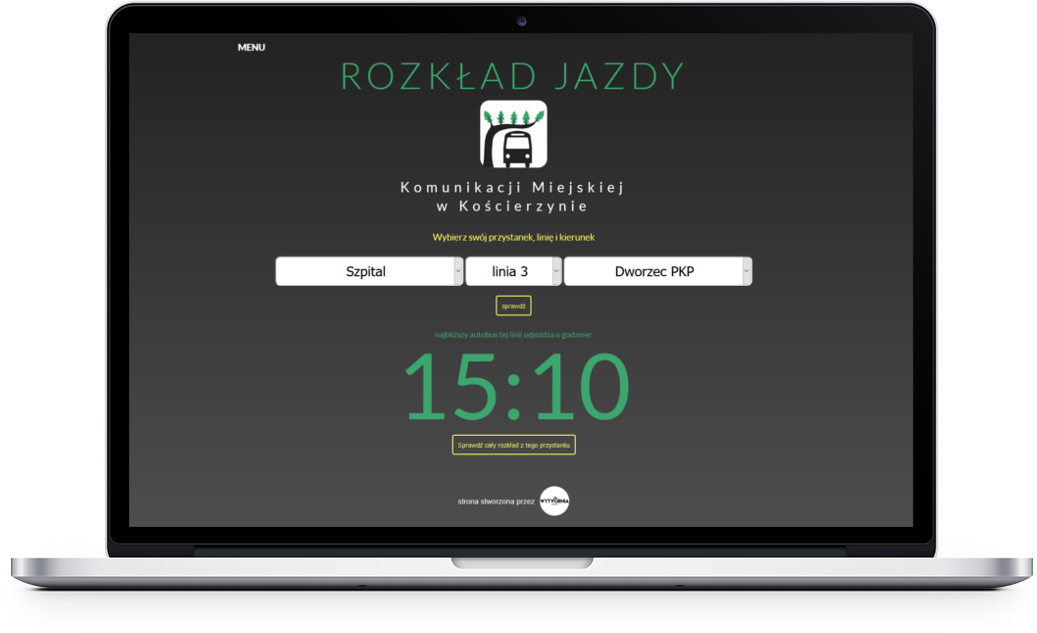 MENU
ROZKŁAD JAZDY
Komunikacji Miejskiej
w Kościerzynie
Wybierz swój przystanek, linię i kierunek
Szpital
linia 3
Dworzec PKP
sprawdź
najbliższy autobus tej linii odjeżdża o godzinie:
15:10
Sprawdź cały rozkład z tego przystanku
strona stworzona przez
WYTWÓRNIA